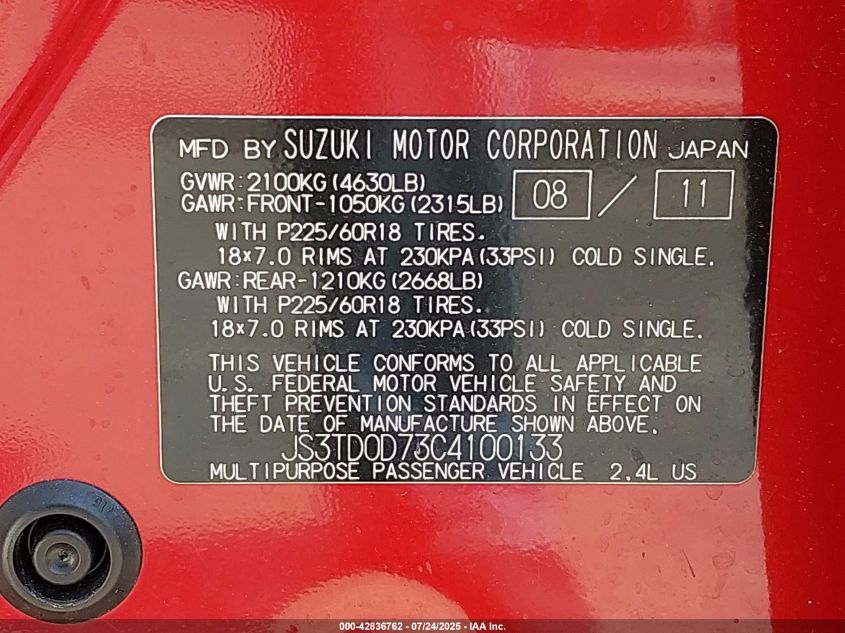 MFD BY SUZUKI MOTOR CORPORATION JAPAN
GVWR:2100KG(4630LB)
GAWR:FRONT-1050KG(2315LB) 08 / 11
WITH P225/60R18 TIRES.
18×7.0 RIMS AT 230KPA(33PSI) COLD SINGLE.
GAWR:REAR-1210KG(2668LB)
WITH P225/60R18 TIRES.
18×7.0 RIMS AT 230KPA(33PSI) COLD SINGLE.
THIS VEHICLE CONFORMS TO ALL APPLICABLE
U.S. FEDERAL MOTOR VEHICLE SAFETY AND
THEFT PREVENTION STANDARDS IN EFFECT ON
THE DATE OF MANUFACTURE SHOWN ABOVE.
JS3TD0D73C4100133
MULTIPURPOSE PASSENGER VEHICLE 2.4L US
000-42836762 - 07/24/2025 - IAA Inc.